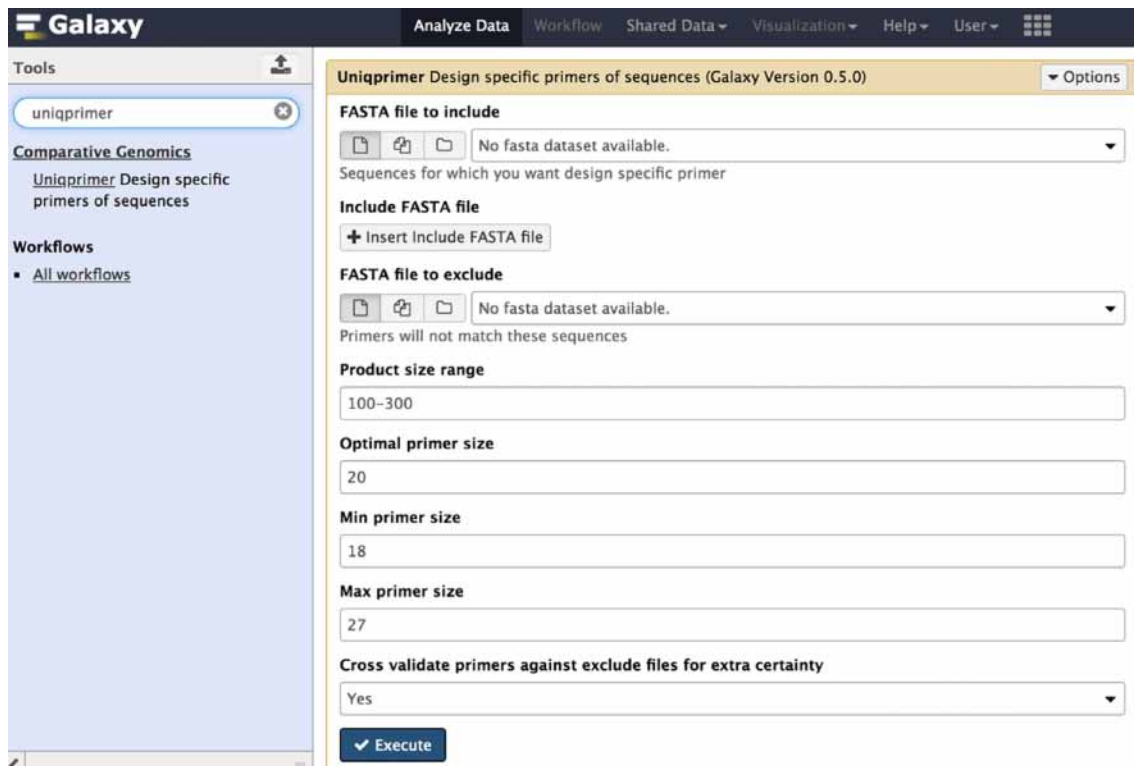 Galaxy
Analyze Data Workflow Shared Data Visualization Help User
Tools
uniqprimer
Comparative Genomics
Uniqprimer Design specific
primers of sequences
Workflows
All workflows
Uniqprimer Design specific primers of sequences (Galaxy Version 0.5.0)
Options
FASTA file to include
No fasta dataset available.
Sequences for which you want design specific primer
Include FASTA file
Insert Include FASTA file
FASTA file to exclude
No fasta dataset available.
Primers will not match these sequences
Product size range
100-300
Optimal primer size
20
Min primer size
18
Max primer size
27
Cross validate primers against exclude files for extra certainty
Yes
Execute